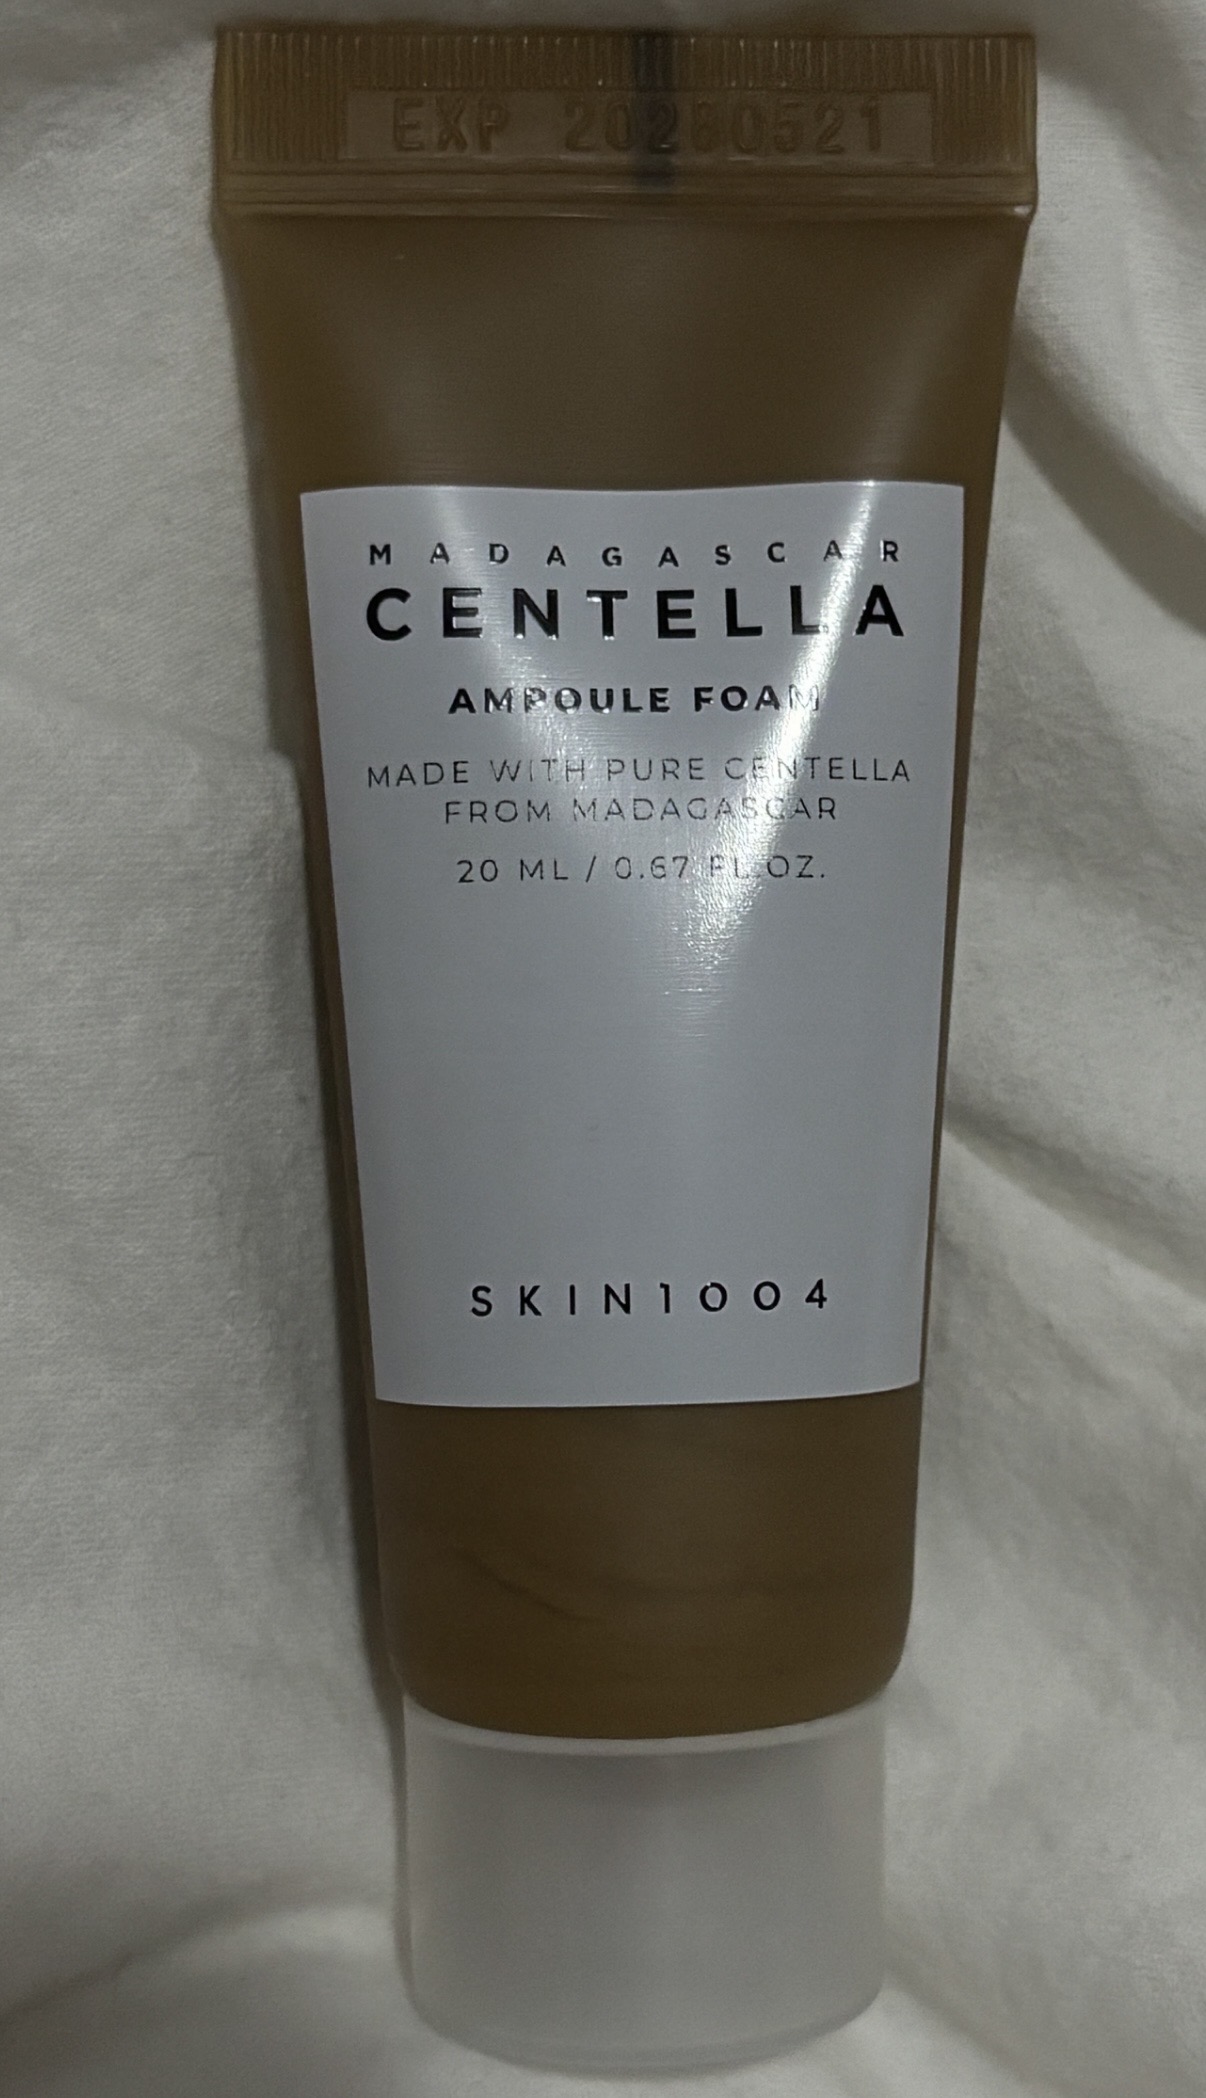 EXP 20280521
MADAGASCAR
CENTELLA
AMPOULE FOAM
MADE WITH PURE CENTELLA
FROM MADAGASCAR
20 ML / 0.67 FL.OZ.
SKIN1004